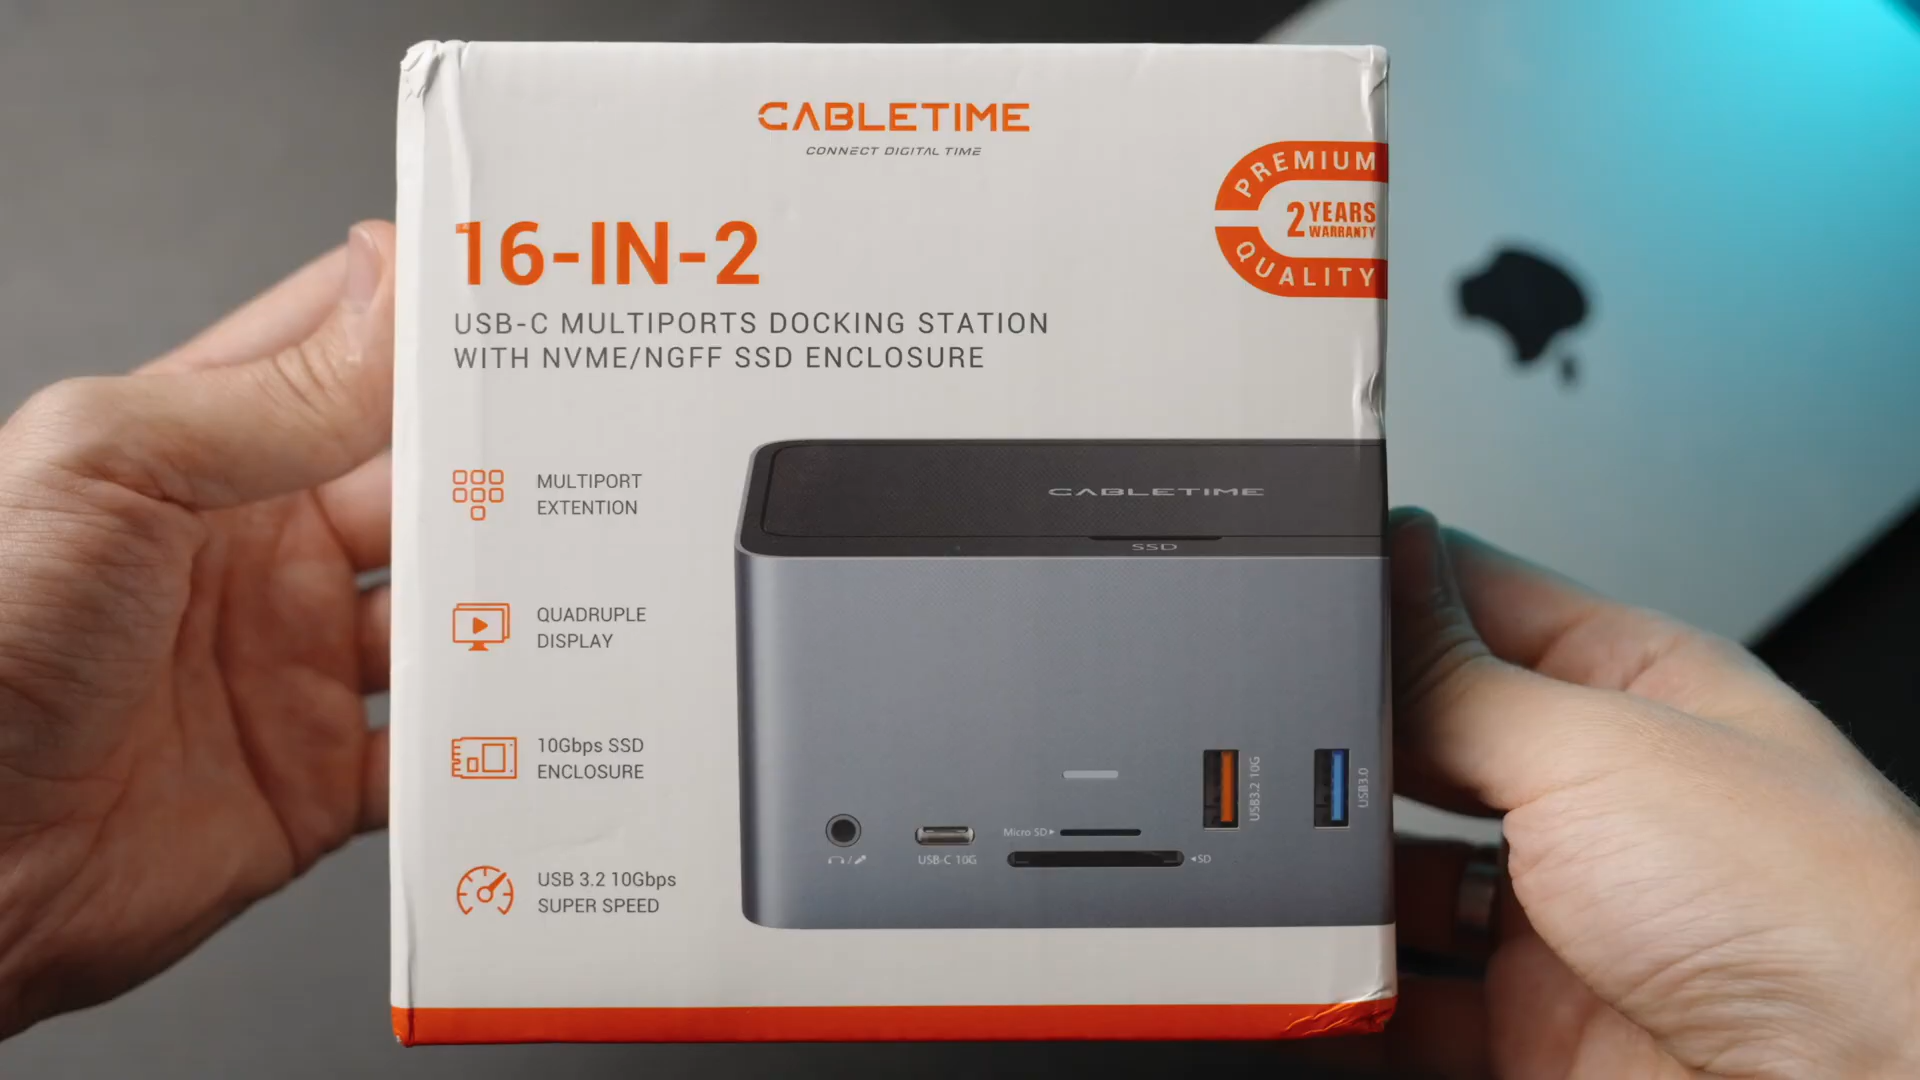 CABLETIME
CONNECT DIGITAL TIME
PREMIUM
2 YEARS
WARRANTY
QUALITY
16-IN-2
USB-C MULTIPORTS DOCKING STATION
WITH NVME/NGFF SSD ENCLOSURE
MULTIPORT
EXTENTION
QUADRUPLE
DISPLAY
10Gbps SSD
ENCLOSURE
USB 3.2 10Gbps
SUPER SPEED
CABLETIME
SSD
USB-C 10G
Micro SD
SD
USB3.2 10G
USB3.0